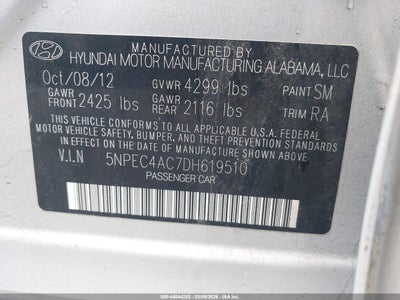 MANUFACTURED BY
HYUNDAI MOTOR MANUFACTURING ALABAMA, LLC
Oct/08/12 GVWR 4299 lbs PAINT SM
GAWR FRONT 2425 lbs GAWR REAR 2116 lbs TRIM RA
THIS VEHICLE CONFORMS TO ALL APPLICABLE U.S. FEDERAL
MOTOR VEHICLE SAFETY, BUMPER, AND THEFT PREVENTION
STANDARDS IN EFFECT ON THE DATE OF MANUFACTURE
SHOWN ABOVE.
V.I.N 5NPEC4AC7DH619510
PASSENGER CAR